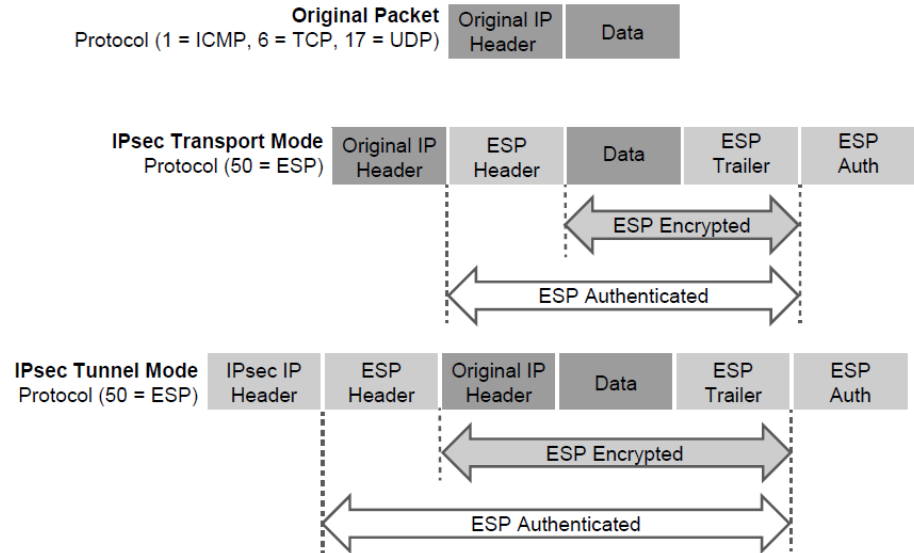 Original Packet
Protocol (1 = ICMP, 6 = TCP, 17 = UDP)
Original IP
Header
Data
IPsec Transport Mode
Protocol (50 = ESP)
Original IP
Header
ESP
Header
Data
ESP
Trailer
ESP
Auth
ESP Encrypted
ESP Authenticated
IPsec Tunnel Mode
Protocol (50 = ESP)
IPsec IP
Header
ESP
Header
Original IP
Header
Data
ESP
Trailer
ESP
Auth
ESP Encrypted
ESP Authenticated